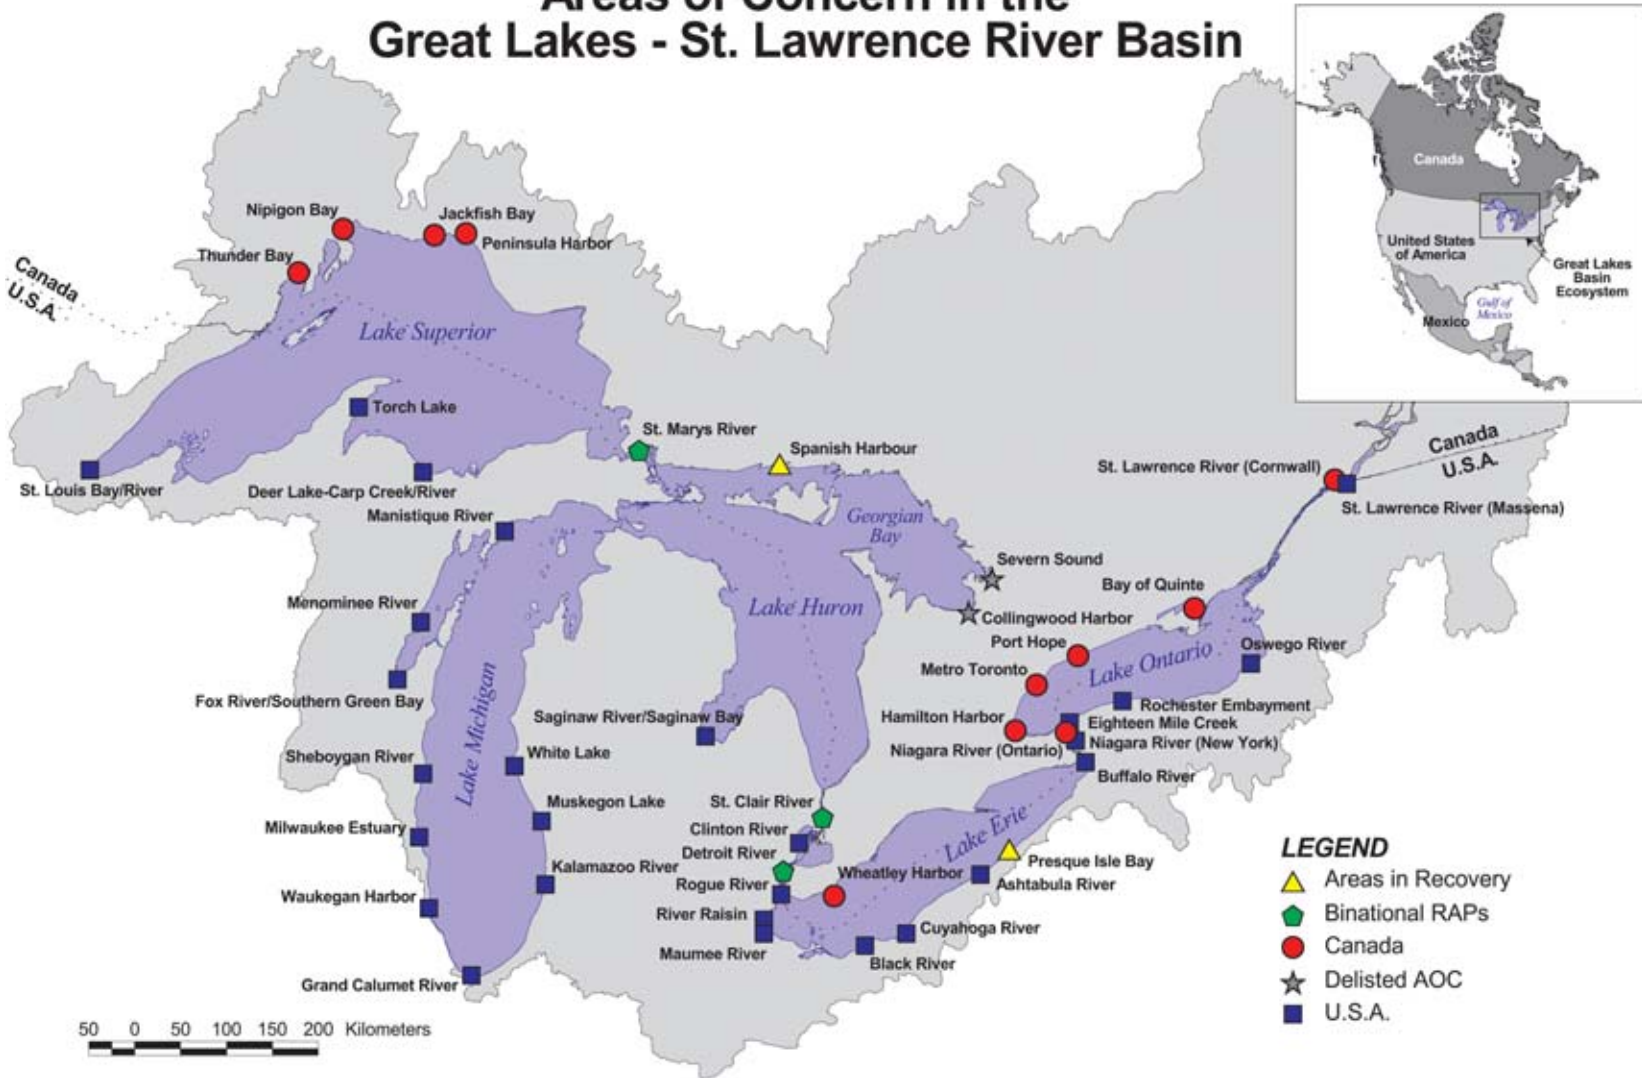 Areas of Concern in the
Great Lakes - St. Lawrence River Basin
Canada
United States
of America
Great Lakes
Basin
Ecosystem
Gulf of
Mexico
Mexico
Nipigon Bay
Jackfish Bay
Peninsula Harbor
Thunder Bay
Canada
U.S.A.
Lake Superior
Torch Lake
St. Marys River
Spanish Harbour
St. Louis Bay/River
Deer Lake-Carp Creek/River
Manistique River
Georgian
Bay
St. Lawrence River (Cornwall)
Canada
U.S.A.
St. Lawrence River (Massena)
Severn Sound
Bay of Quinte
Menominee River
Lake Huron
Collingwood Harbor
Port Hope
Oswego River
Metro Toronto
Lake Ontario
Fox River/Southern Green Bay
Lake Michigan
Saginaw River/Saginaw Bay
Hamilton Harbor
Rochester Embayment
Eighteen Mile Creek
Niagara River (Ontario)
Niagara River (New York)
Sheboygan River
White Lake
Buffalo River
Muskegon Lake
St. Clair River
Milwaukee Estuary
Clinton River
Lake Erie
Detroit River
Presque Isle Bay
Kalamazoo River
Wheatley Harbor
Rogue River
Ashtabula River
Waukegan Harbor
River Raisin
Cuyahoga River
Maumee River
Black River
Grand Calumet River
LEGEND
Areas in Recovery
Binational RAPs
Canada
Delisted AOC
U.S.A.
50 0 50 100 150 200 Kilometers